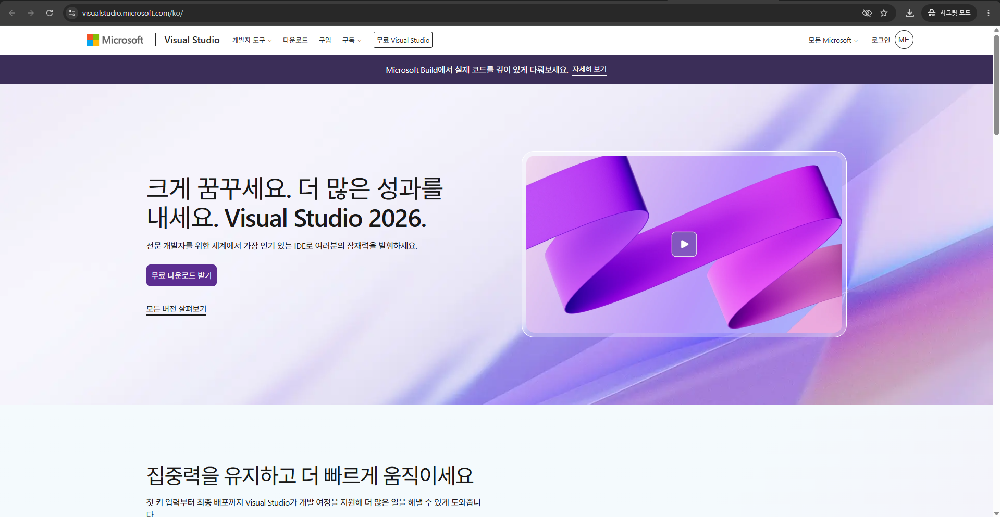 visualstudio.microsoft.com/ko/
시크릿 모드
Microsoft
Visual Studio
개발자 도구
다운로드
구입
구독
무료 Visual Studio
모든 Microsoft
로그인
ME
Microsoft Build에서 실제 코드를 깊이 있게 다뤄보세요. 자세히 보기
크게 꿈꾸세요. 더 많은 성과를
내세요. Visual Studio 2026.
전문 개발자를 위한 세계에서 가장 인기 있는 IDE로 여러분의 잠재력을 발휘하세요.
무료 다운로드 받기
모든 버전 살펴보기
집중력을 유지하고 더 빠르게 움직이세요
첫 키 입력부터 최종 배포까지 Visual Studio가 개발 여정을 지원해 더 많은 일을 해낼 수 있게 도와줍니
다